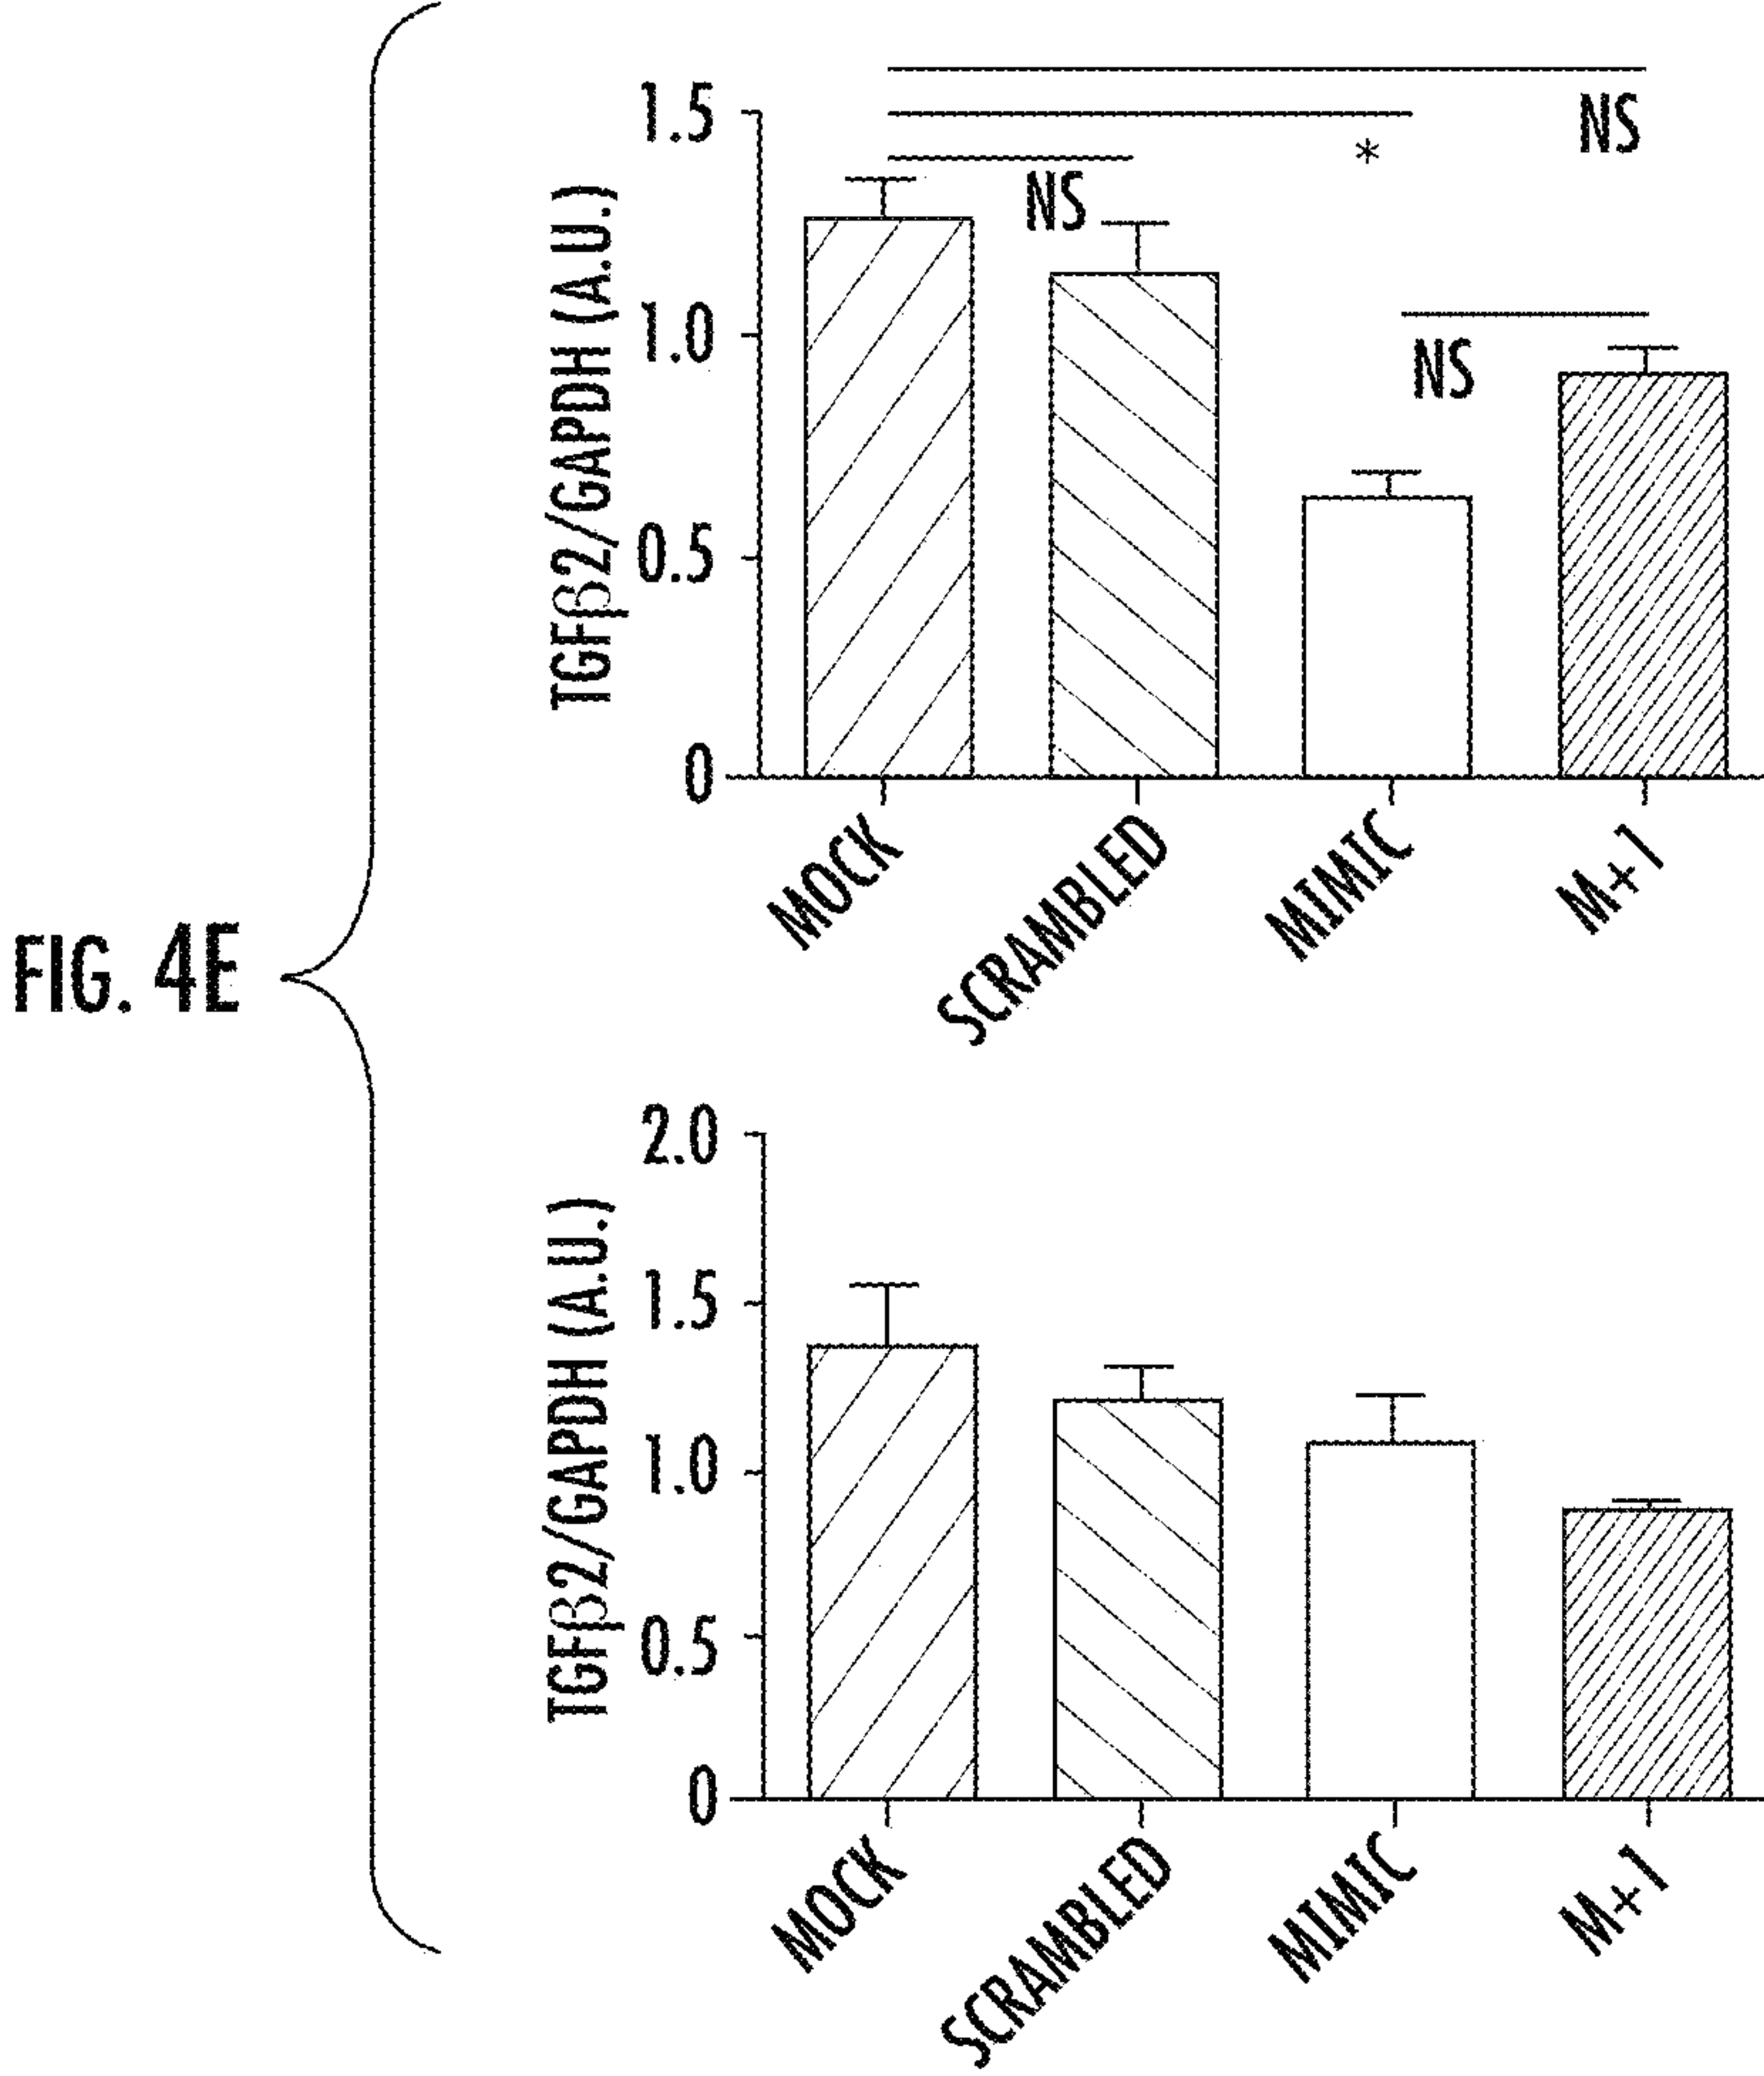 FIG. 4E
TGFβ2/GAPDH (A.U.)
1.5
1.0
0.5
0
NS
*
NS
NS
MOCK
SCRAMBLED
MIMIC
M+1
TGFβ2/GAPDH (A.U.)
2.0
1.5
1.0
0.5
0
MOCK
SCRAMBLED
MIMIC
M+1